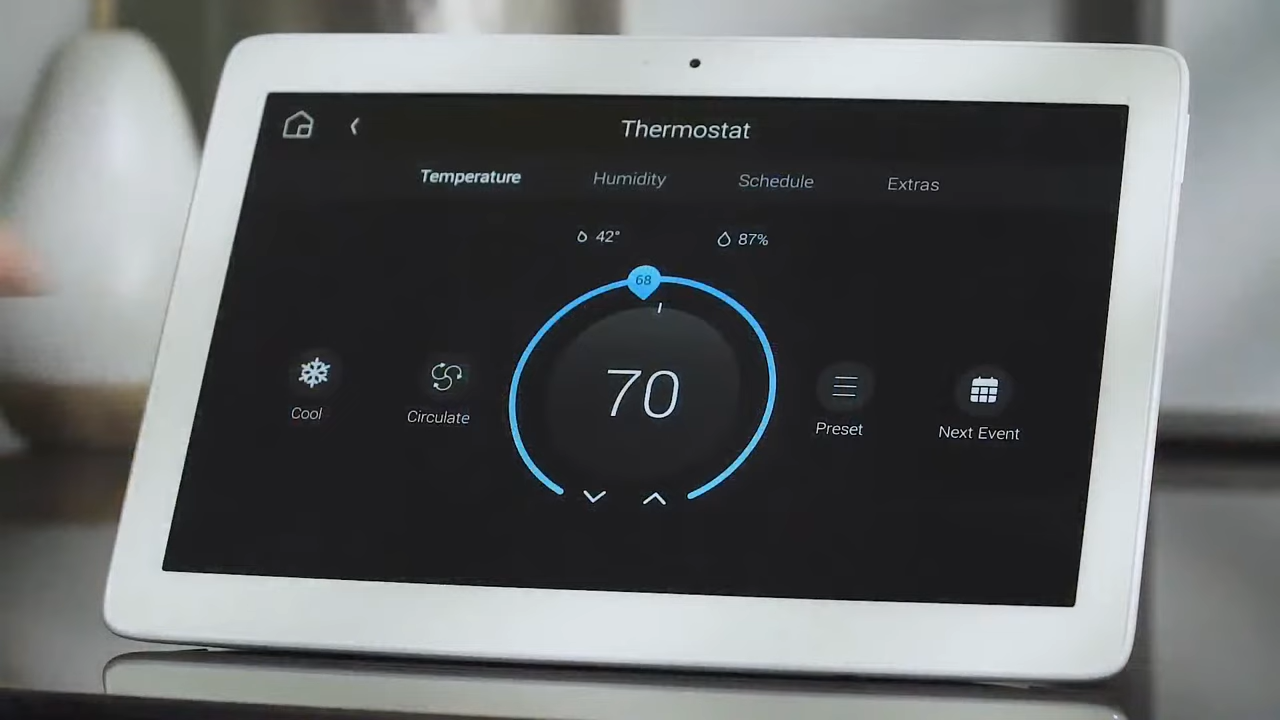 Thermostat
Temperature Humidity Schedule Extras
42° 87%
68
70
Cool Circulate Preset Next Event